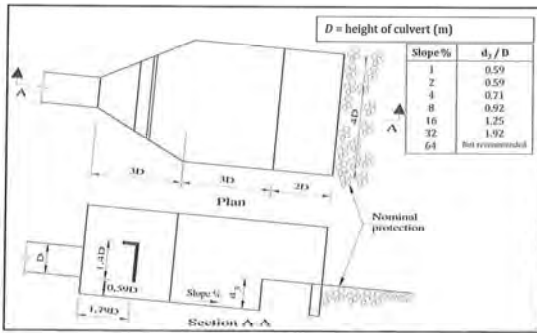 D = height of culvert (m)
Slope % d₃ / D
1 0.59
2 0.59
4 0.71
8 0.92
16 1.25
32 1.92
64 Not recommended
A
A
4D
3D 3D 2D
Plan
Nominal
protection
D
1,4D
0,59D
Slope %
d₃
1,79D
Section A-A